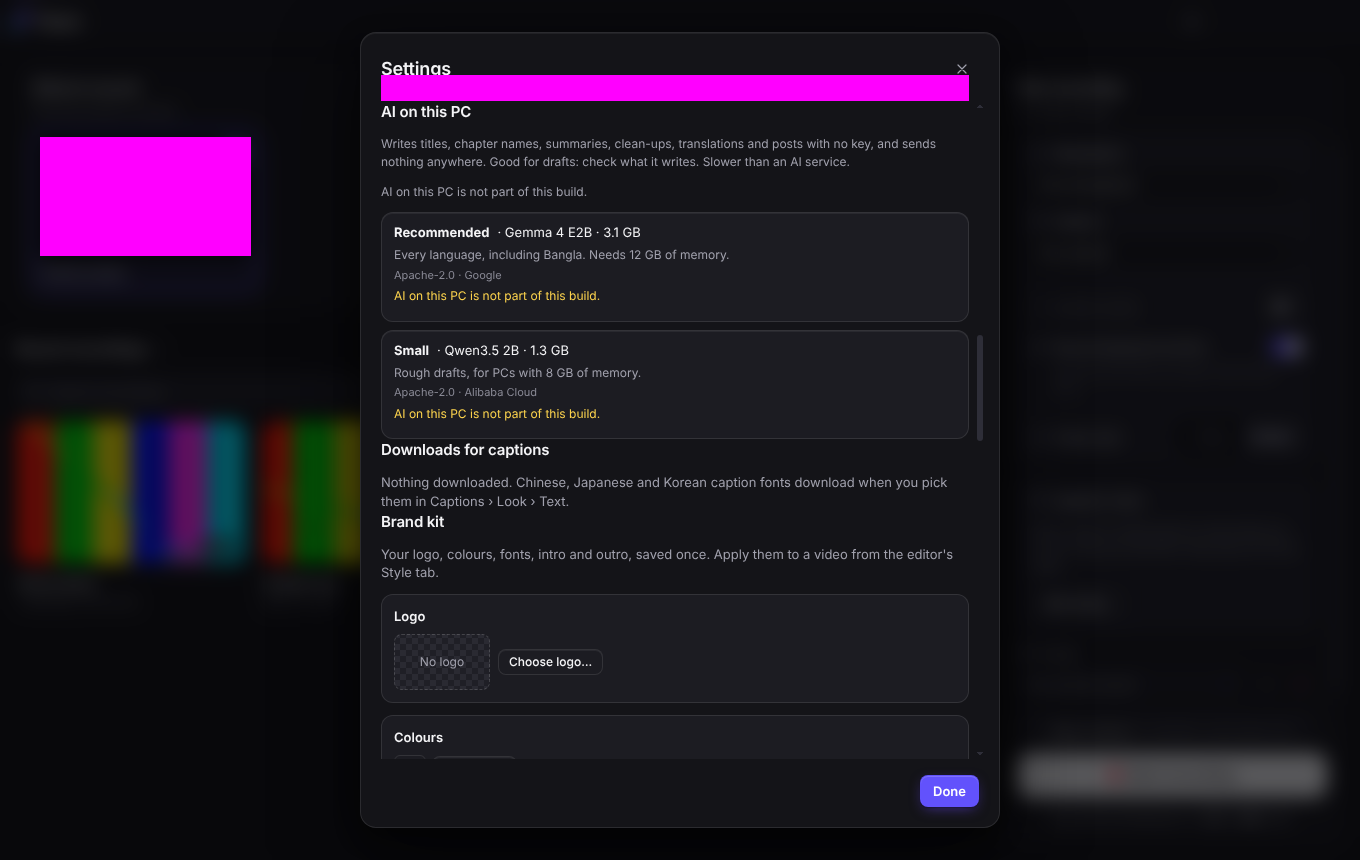 Settings
AI on this PC
Writes titles, chapter names, summaries, clean-ups, translations and posts with no key, and sends
nothing anywhere. Good for drafts: check what it writes. Slower than an AI service.
AI on this PC is not part of this build.
Recommended · Gemma 4 E2B · 3.1 GB
Every language, including Bangla. Needs 12 GB of memory.
Apache-2.0 · Google
AI on this PC is not part of this build.
Small · Qwen3.5 2B · 1.3 GB
Rough drafts, for PCs with 8 GB of memory.
Apache-2.0 · Alibaba Cloud
AI on this PC is not part of this build.
Downloads for captions
Nothing downloaded. Chinese, Japanese and Korean caption fonts download when you pick
them in Captions › Look › Text.
Brand kit
Your logo, colours, fonts, intro and outro, saved once. Apply them to a video from the editor's
Style tab.
Logo
No logo
Choose logo...
Colours
Done